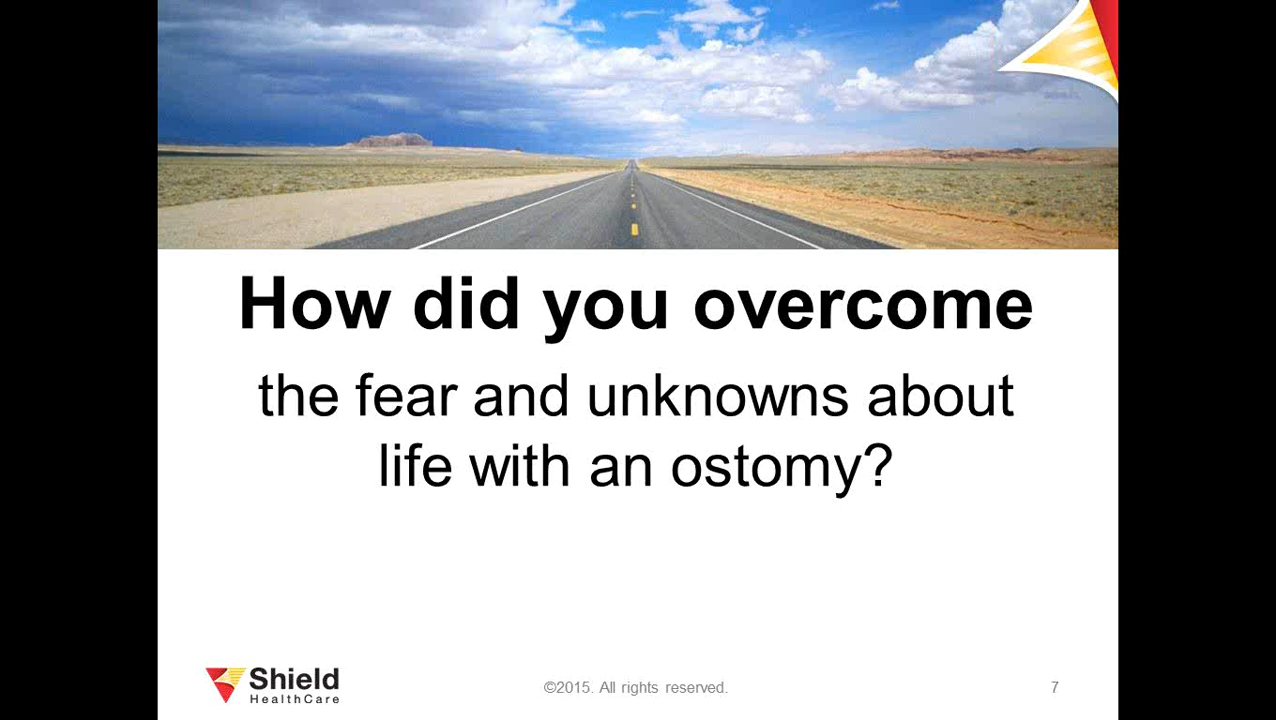 How did you overcome
the fear and unknowns about
life with an ostomy?
Shield
HealthCare
©2015. All rights reserved.
7